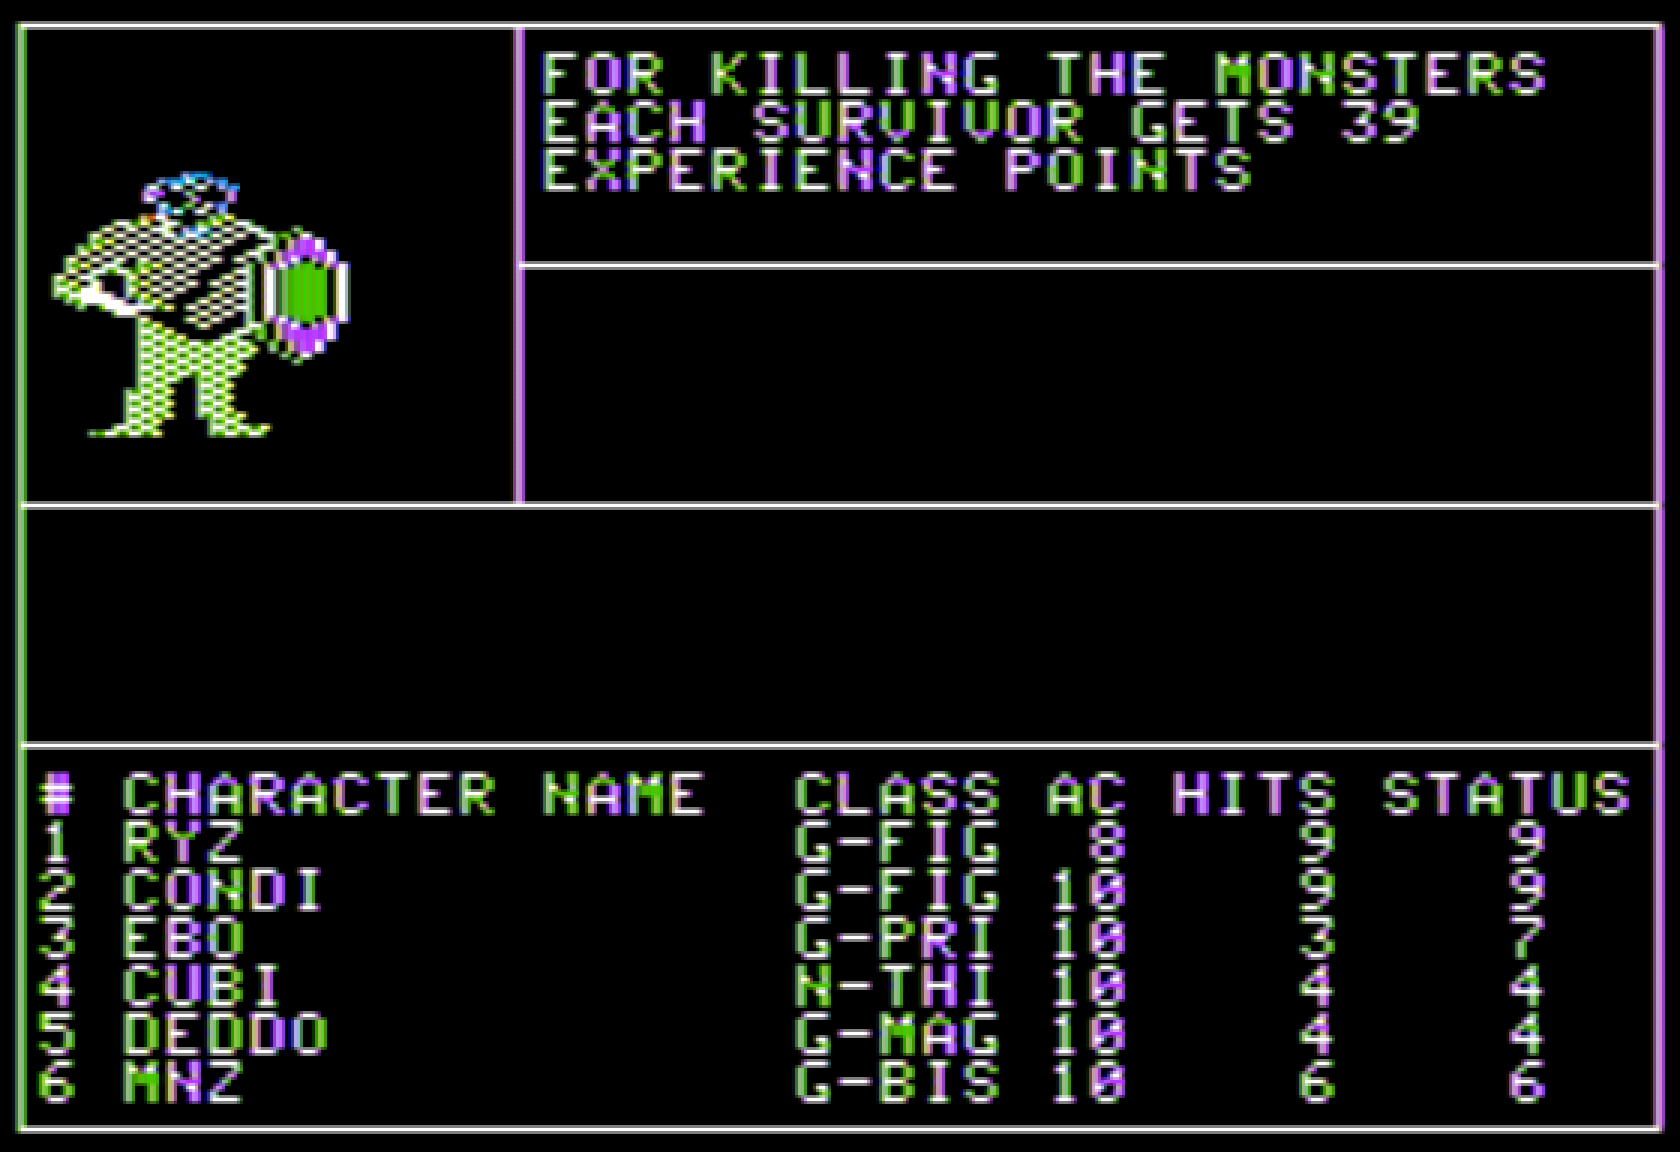 FOR KILLING THE MONSTERS
EACH SURVIVOR GETS 39
EXPERIENCE POINTS
# CHARACTER NAME CLASS AC HITS STATUS
1 RYZ G-FIG 8 9 9
2 CONDI G-FIG 10 9 9
3 EBO G-PRI 10 3 7
4 CUBI N-THI 10 4 4
5 DEDDO G-MAG 10 4 4
6 MNZ G-BIS 10 6 6